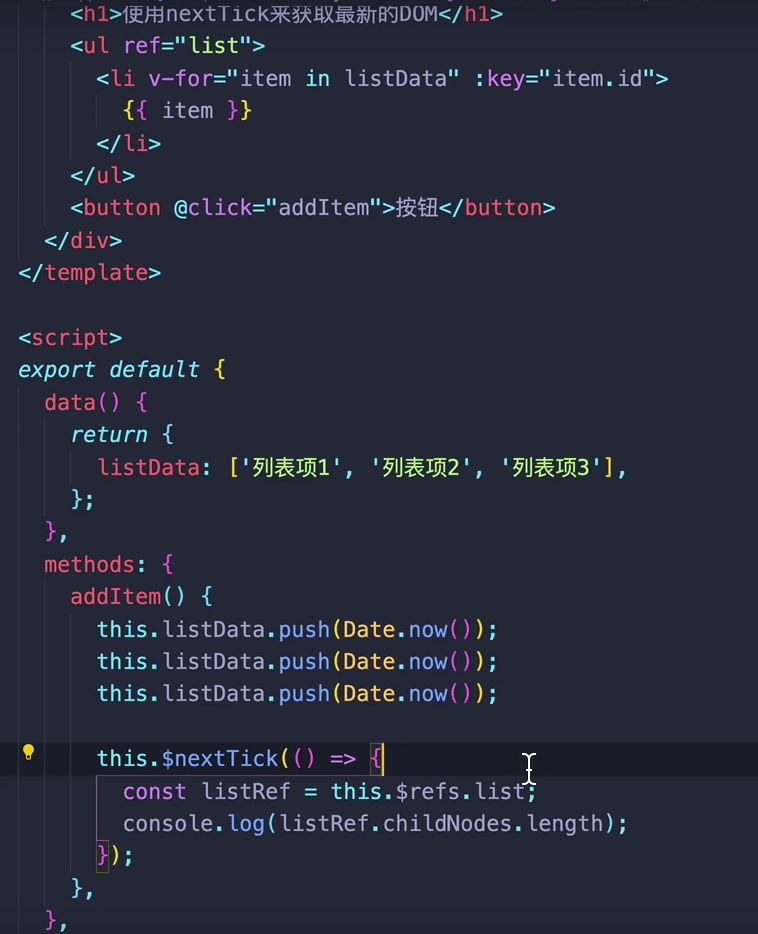 <h1>使用nextTick来获取最新的DOM</h1>
<ul ref="list">
<li v-for="item in listData" :key="item.id">
{{ item }}
</li>
</ul>
<button @click="addItem">按钮</button>
</div>
</template>
<script>
export default {
data() {
return {
listData: ['列表项1', '列表项2', '列表项3'],
};
},
methods: {
addItem() {
this.listData.push(Date.now());
this.listData.push(Date.now());
this.listData.push(Date.now());
this.$nextTick(() => {
const listRef = this.$refs.list;
console.log(listRef.childNodes.length);
});
},
},